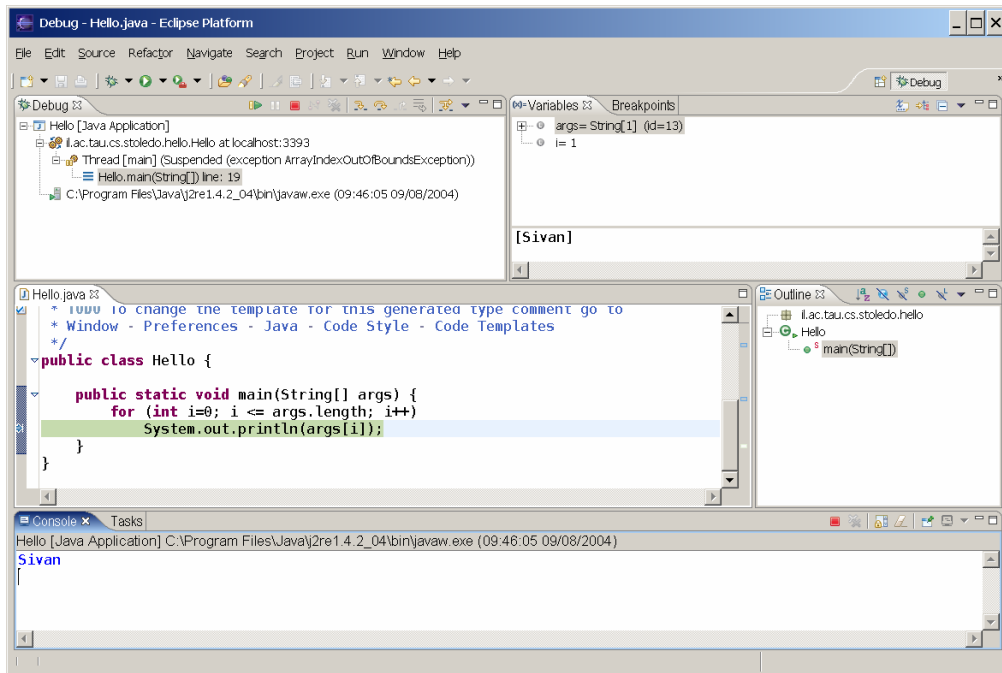 Debug - Hello.java - Eclipse Platform
File Edit Source Refactor Navigate Search Project Run Window Help
Debug
Debug
Hello [Java Application]
il.ac.tau.cs.stoledo.hello.Hello at localhost:3393
Thread [main] (Suspended (exception ArrayIndexOutOfBoundsException))
Hello.main(String[]) line: 19
C:\Program Files\Java\j2re1.4.2_04\bin\javaw.exe (09:46:05 09/08/2004)
Variables Breakpoints
args= String[1] (id=13)
i= 1
[Sivan]
Hello.java
* TODO To change the template for this generated type comment go to
* Window - Preferences - Java - Code Style - Code Templates
*/
public class Hello {
public static void main(String[] args) {
for (int i=0; i <= args.length; i++)
System.out.println(args[i]);
}
}
Outline
il.ac.tau.cs.stoledo.hello
Hello
main(String[])
Console Tasks
Hello [Java Application] C:\Program Files\Java\j2re1.4.2_04\bin\javaw.exe (09:46:05 09/08/2004)
Sivan